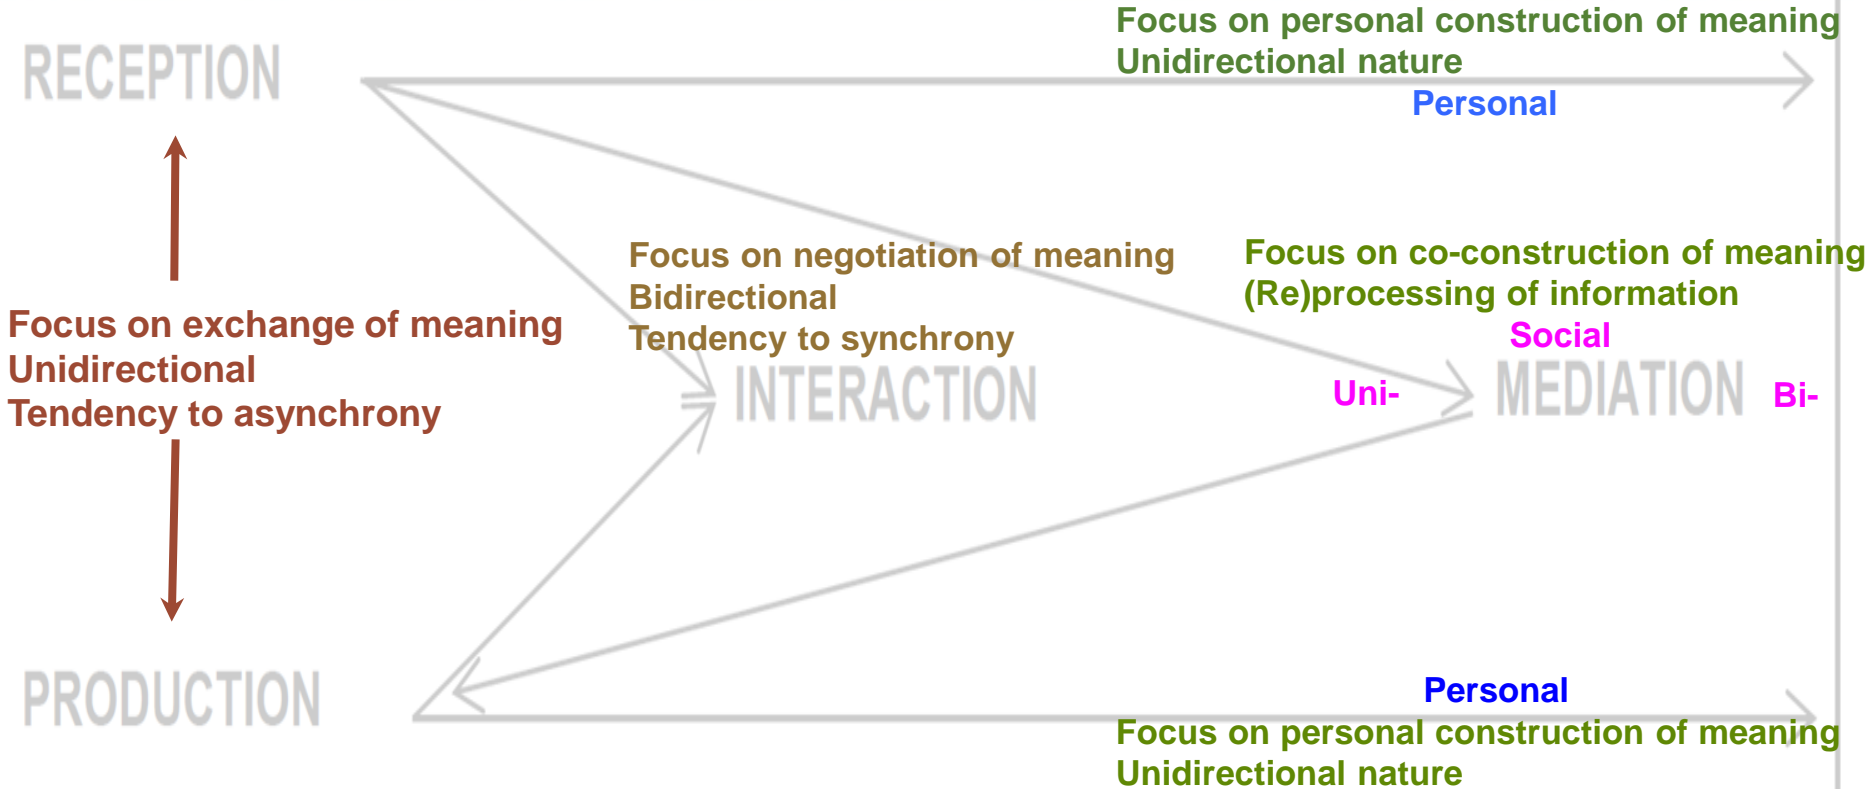 Focus on personal construction of meaning
Unidirectional nature
RECEPTION
Personal
Focus on negotiation of meaning
Bidirectional
Tendency to synchrony
Focus on co-construction of meaning
(Re)processing of information
Social
Focus on exchange of meaning
Unidirectional
Tendency to asynchrony
INTERACTION
Uni-
MEDIATION
Bi-
PRODUCTION
Personal
Focus on personal construction of meaning
Unidirectional nature